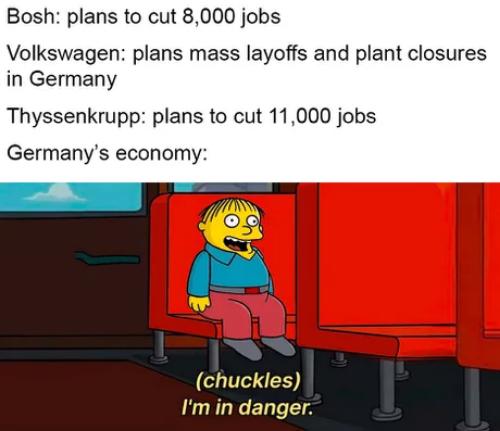 Bosh: plans to cut 8,000 jobs
Volkswagen: plans mass layoffs and plant closures
in Germany
Thyssenkrupp: plans to cut 11,000 jobs
Germany’s economy:
(chuckles)
I'm in danger.